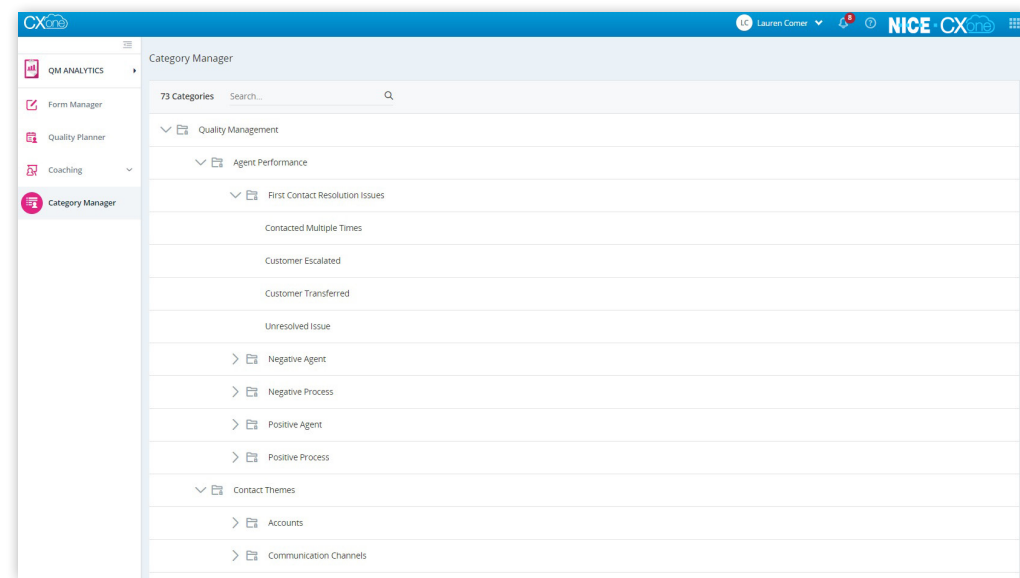 CXone
LC Lauren Comer 8 NICE CXone
QM ANALYTICS
Form Manager
Quality Planner
Coaching
Category Manager
Category Manager
73 Categories Search...
Quality Management
Agent Performance
First Contact Resolution Issues
Contacted Multiple Times
Customer Escalated
Customer Transferred
Unresolved Issue
Negative Agent
Negative Process
Positive Agent
Positive Process
Contact Themes
Accounts
Communication Channels